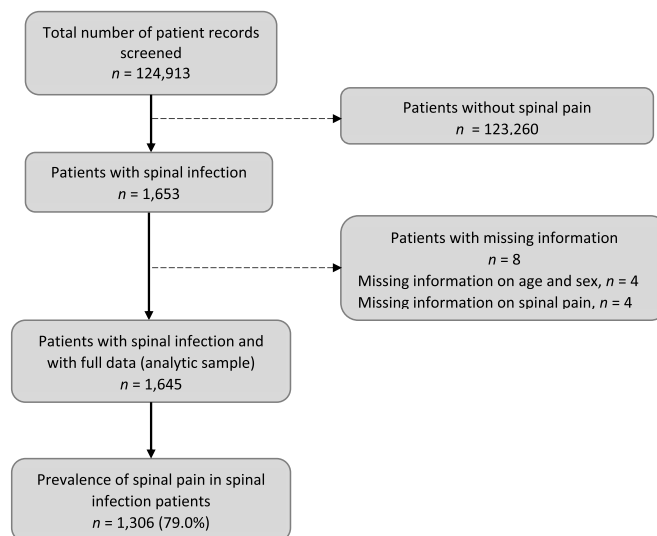 Total number of patient records
screened
n = 124,913
Patients without spinal pain
n = 123.260
Patients with spinal infection
n = 1,653
Patients with missing information
n = 8
Missing information on age and sex, n = 4
Missing information on spinal pain, n = 4
Patients with spinal infection and
with full data (analytic sample)
n = 1,645
Prevalence of spinal pain in spinal
infection patients
n = 1,306 (79.0%)